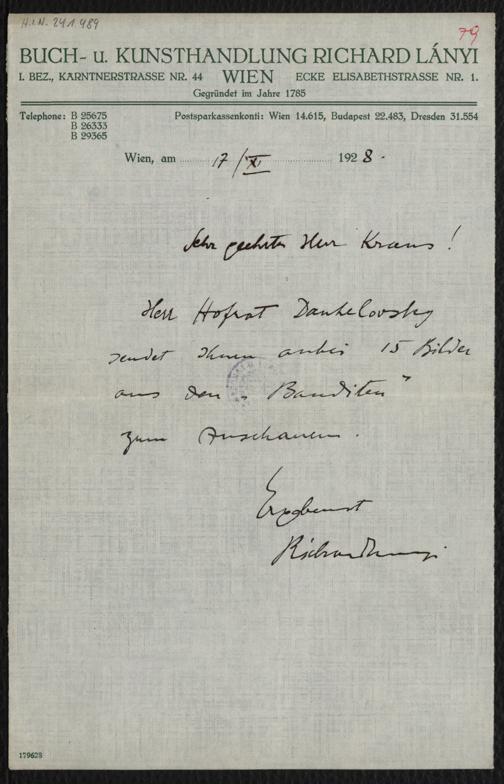 H.I.N. 241.989
79
BUCH- u. KUNSTHANDLUNG RICHARD LÁNYI
I. BEZ., KARNTNERSTRASSE NR. 44 WIEN ECKE ELISABETHSTRASSE NR. 1.
Gegründet im Jahre 1785
Telephone: B 25675 Postsparkassenkonti: Wien 14.615, Budapest 22.483, Dresden 31.554
B 26333
B 29365
Wien, am 17/XI 1928.
Sehr geehrter Herr Kraus!
Herr Hofrat Dankelovsky
sendet Ihnen anbei 15 Bilder
aus den „Banditen"
zum Anschauen.
Ergebenst
Richard Lanyi
179628